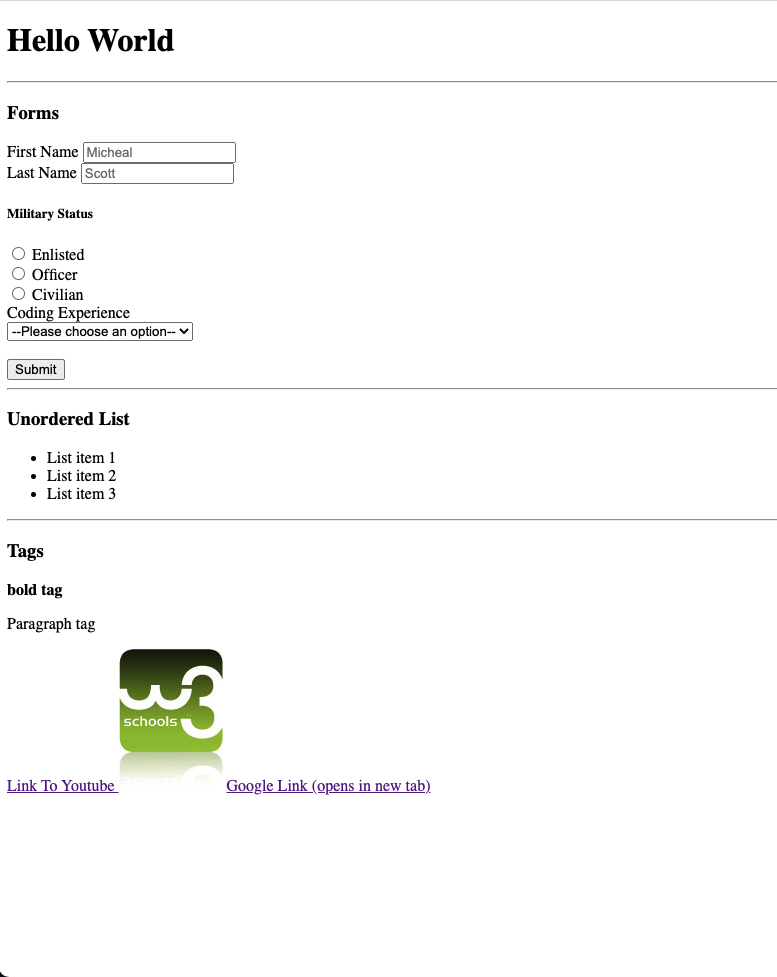 Hello World
Forms
First Name Micheal
Last Name Scott
Military Status
Enlisted
Officer
Civilian
Coding Experience
--Please choose an option--
Submit
Unordered List
• List item 1
• List item 2
• List item 3
Tags
bold tag
Paragraph tag
w3
schools
Link To Youtube Google Link (opens in new tab)